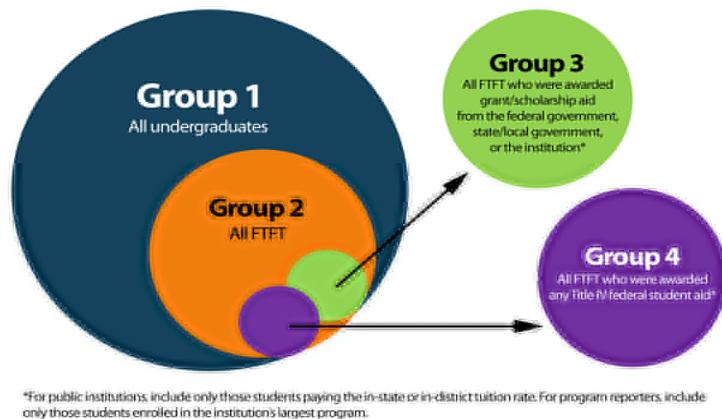 Group 1
All undergraduates
Group 2
All FTFT
Group 3
All FTFT who were awarded
grant/scholarship aid
from the federal government,
state/local government,
or the institution*
Group 4
All FTFT who were awarded
any Title IV federal student aid*
*For public institutions, include only those students paying the in-state or in-district tuition rate. For program reporters, include
only those students enrolled in the institution's largest program.